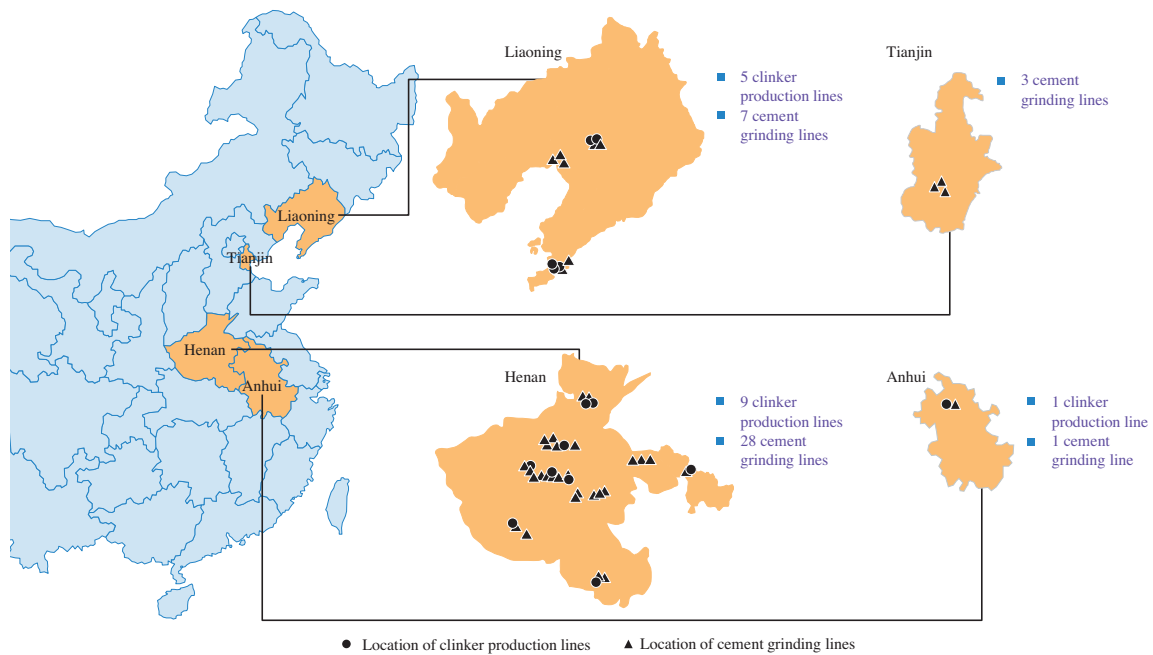 Liaoning
5 clinker
production lines
7 cement
grinding lines
Tianjin
3 cement
grinding lines
Liaoning
Tianjin
Henan
Anhui
Henan
9 clinker
production lines
28 cement
grinding lines
Anhui
1 clinker
production line
1 cement
grinding line
Location of clinker production lines
Location of cement grinding lines